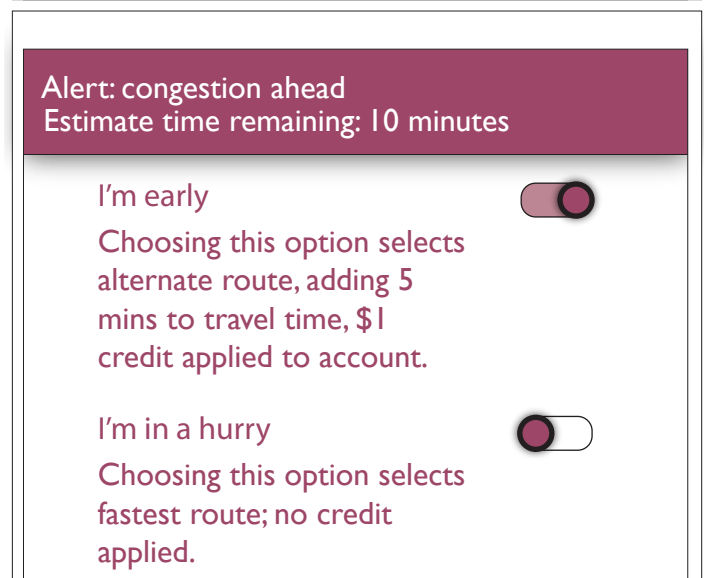 Alert: congestion ahead
Estimate time remaining: 10 minutes
I'm early
Choosing this option selects
alternate route, adding 5
mins to travel time, $1
credit applied to account.
I'm in a hurry
Choosing this option selects
fastest route; no credit
applied.